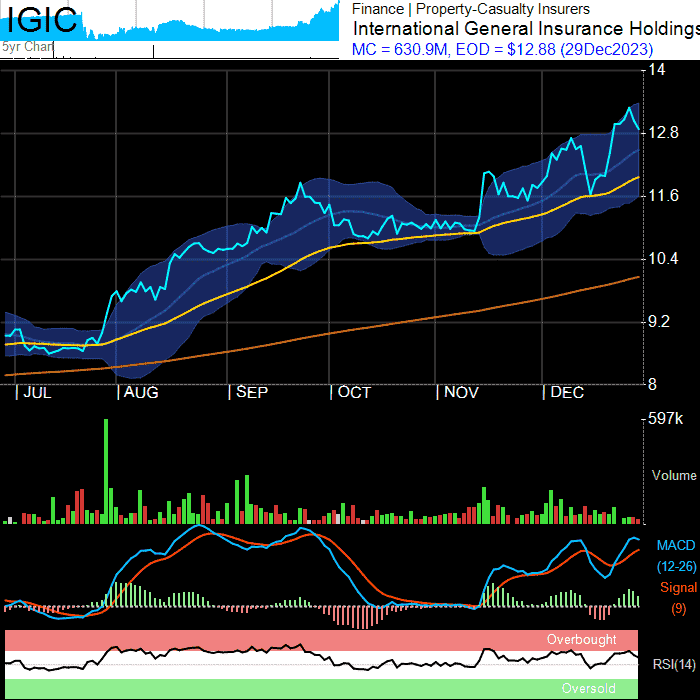 IGIC
5yr Chart
Finance | Property-Casualty Insurers
International General Insurance Holdings
MC = 630.9M, EOD = $12.88 (29Dec2023)
14
12.8
11.6
10.4
9.2
8
JUL
AUG
SEP
OCT
NOV
DEC
597k
Volume
MACD
(12-26)
Signal
(9)
Overbought
RSI(14)
Oversold